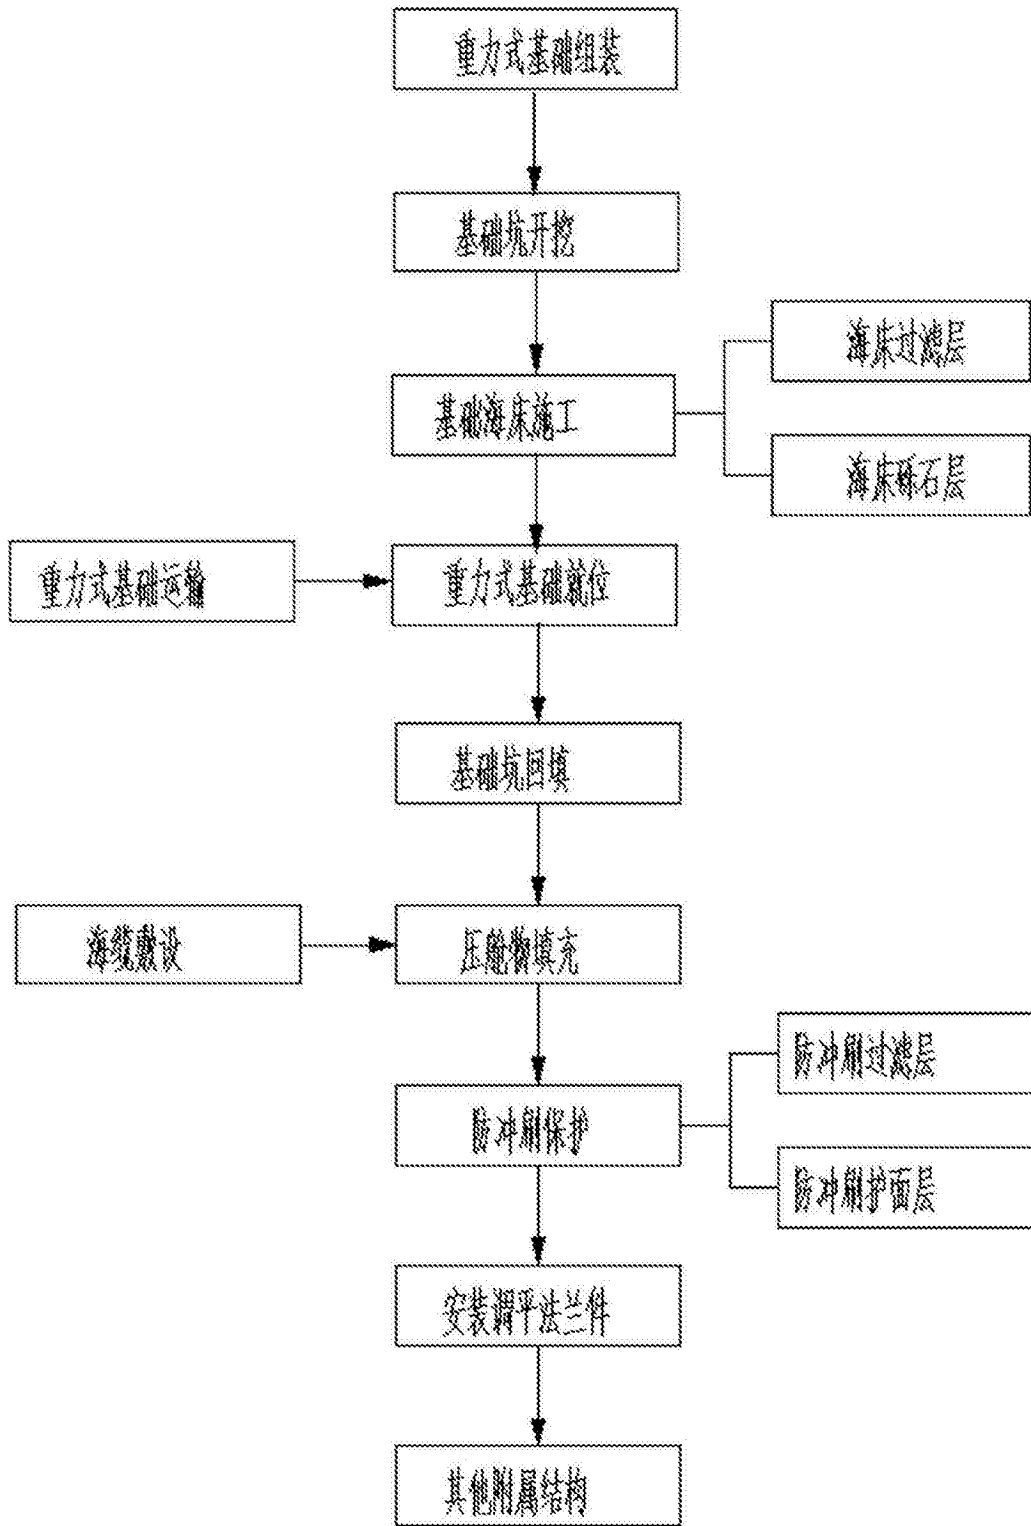 重力式基础组装
基础坑开挖
海床过滤层
基础海床施工
海床砾石层
重力式基础运输
重力式基础就位
基础坑回填
海缆敷设
压舱物填充
防冲刷过滤层
防冲刷保护
防冲刷护面层
安装调平法兰件
其他附属结构